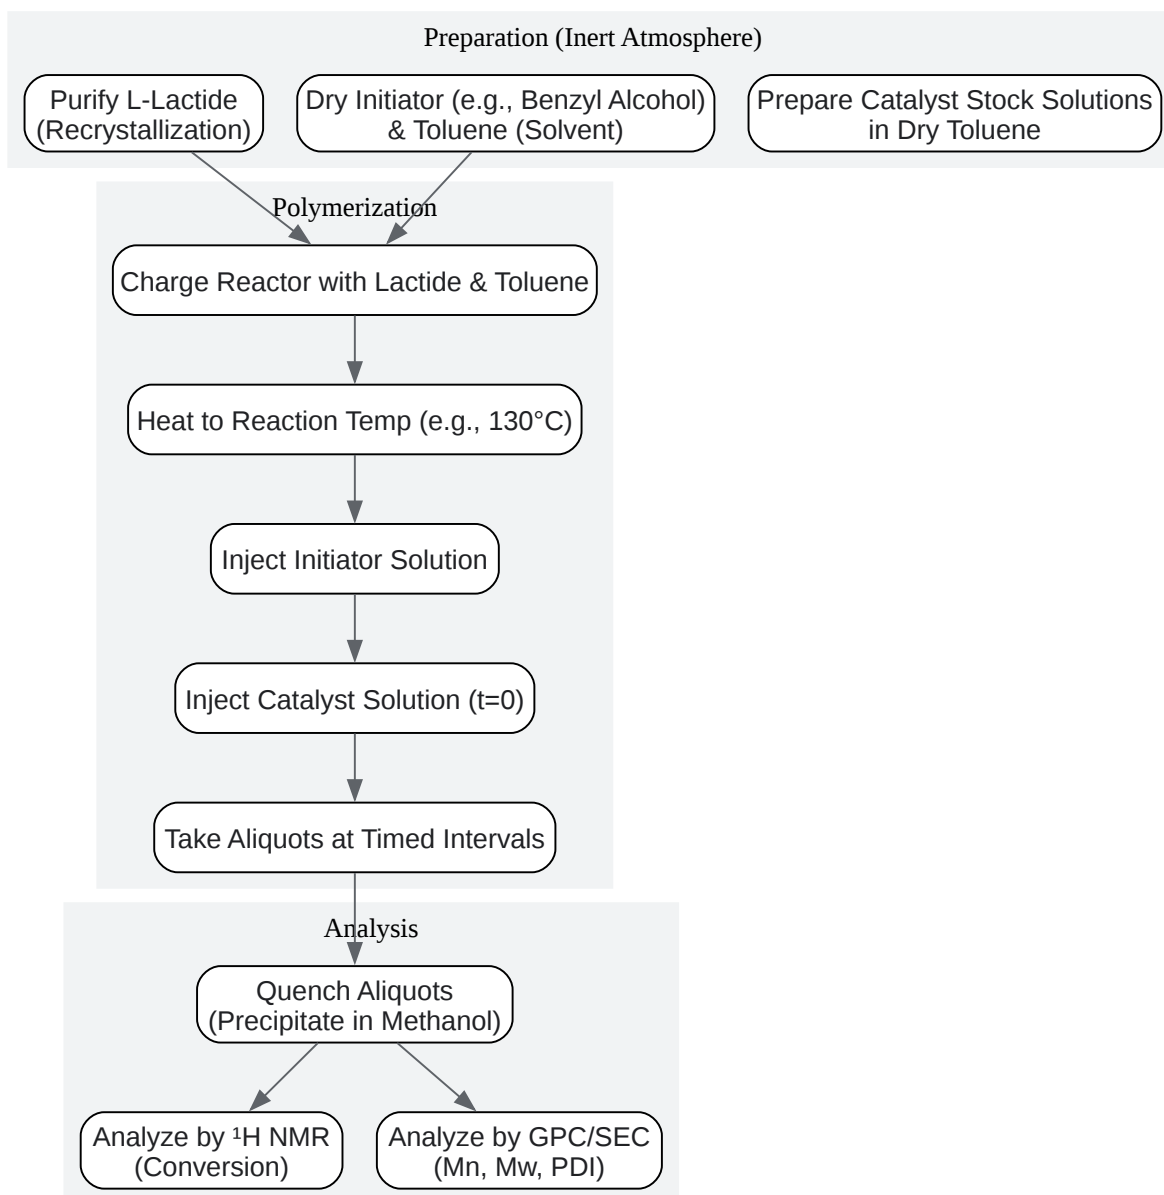 Preparation (Inert Atmosphere)
Purify L-Lactide
(Recrystallization)
Dry Initiator (e.g., Benzyl Alcohol)
& Toluene (Solvent)
Prepare Catalyst Stock Solutions
in Dry Toluene
Polymerization
Charge Reactor with Lactide & Toluene
Heat to Reaction Temp (e.g., 130°C)
Inject Initiator Solution
Inject Catalyst Solution (t=0)
Take Aliquots at Timed Intervals
Analysis
Quench Aliquots
(Precipitate in Methanol)
Analyze by ¹H NMR
(Conversion)
Analyze by GPC/SEC
(Mn, Mw, PDI)